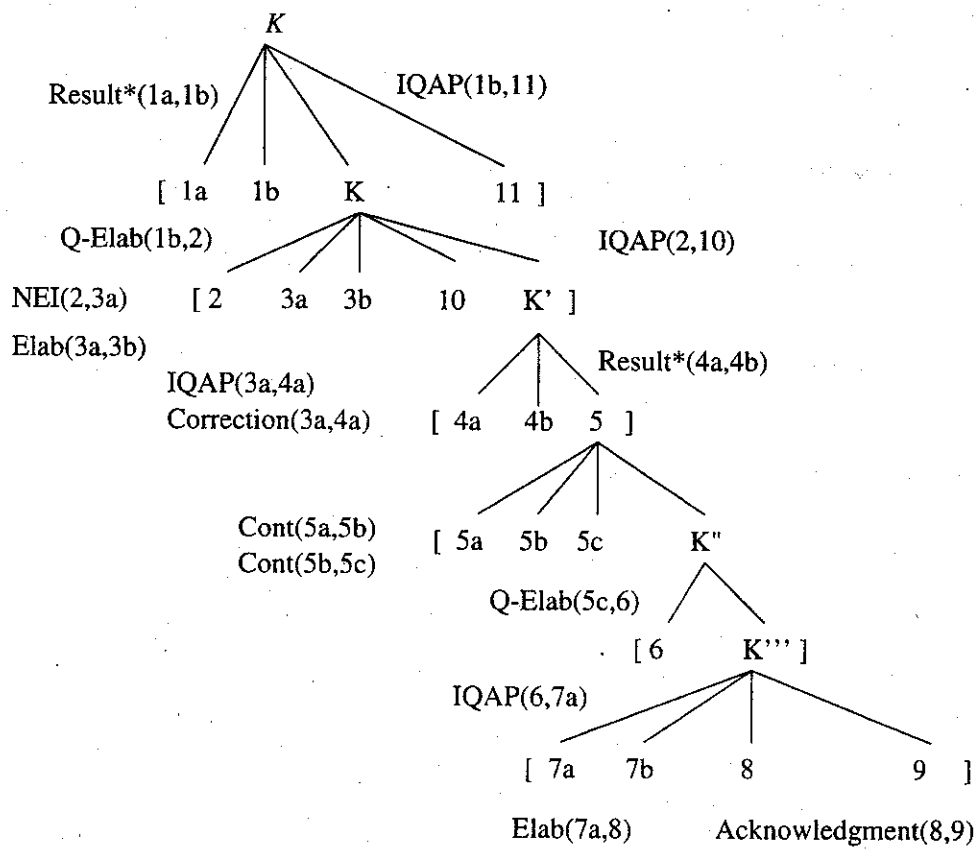 K
Result*(1a,1b) IQAP(1b,11)
[ 1a 1b K 11 ]
Q-Elab(1b,2) IQAP(2,10)
NEI(2,3a) [ 2 3a 3b 10 K' ]
Elab(3a,3b)
Result*(4a,4b)
IQAP(3a,4a)
Correction(3a,4a) [ 4a 4b 5 ]
Cont(5a,5b) [ 5a 5b 5c K"
Cont(5b,5c)
Q-Elab(5c,6)
[ 6 K''' ]
IQAP(6,7a)
[ 7a 7b 8 9 ]
Elab(7a,8) Acknowledgment(8,9)